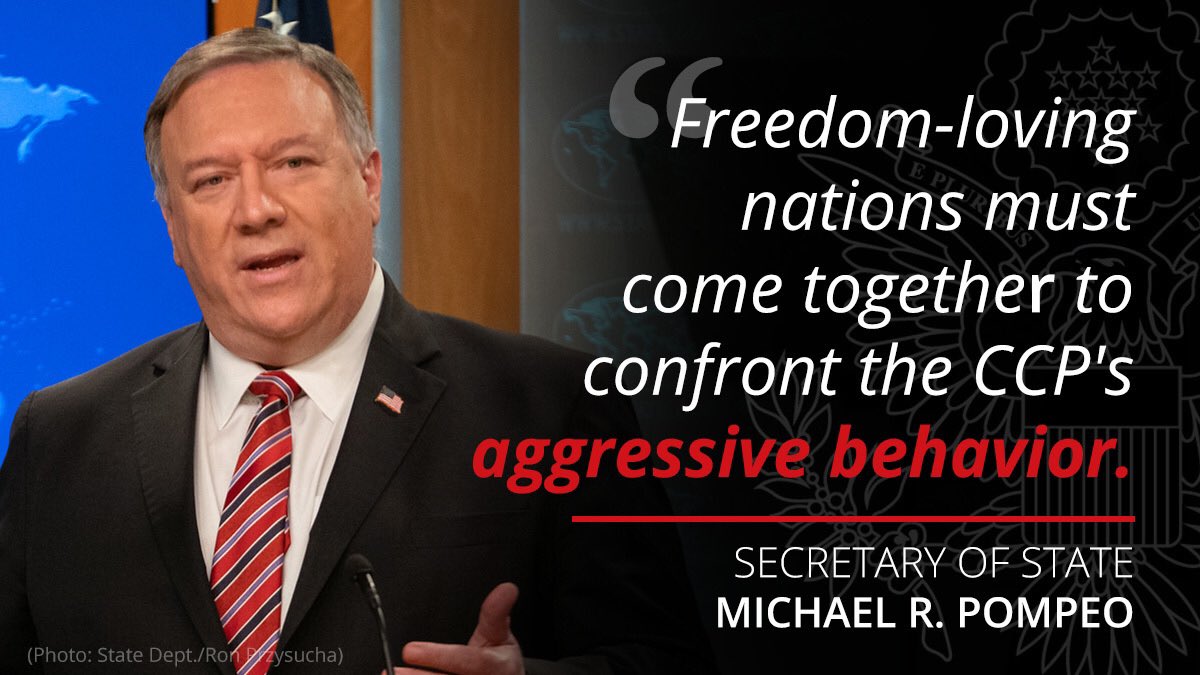 “Freedom-loving
nations must
come together to
confront the CCP's
aggressive behavior.
SECRETARY OF STATE
MICHAEL R. POMPEO
(Photo: State Dept./Ron Przysucha)
E PLURIBUS